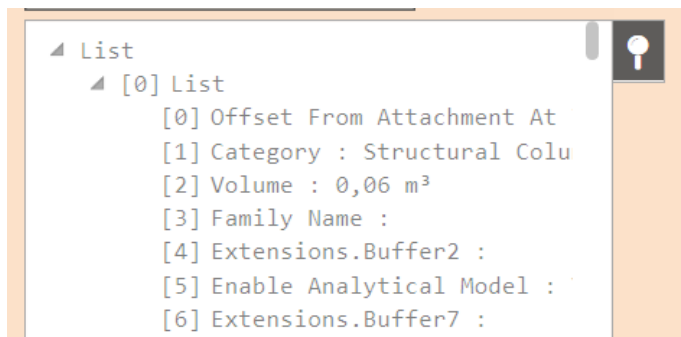 List
[0] List
[0] Offset From Attachment At
[1] Category : Structural Colu
[2] Volume : 0,06 m³
[3] Family Name :
[4] Extensions.Buffer2 :
[5] Enable Analytical Model :
[6] Extensions.Buffer7 :